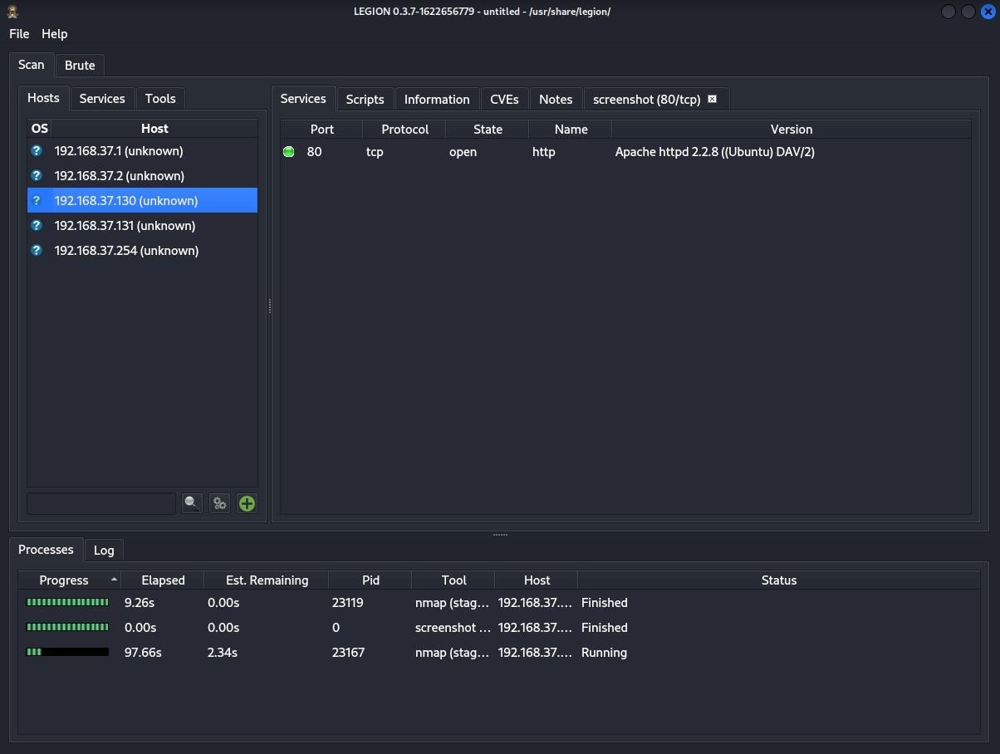 LEGION 0.3.7-1622656779 - untitled - /usr/share/legion/
File Help
Scan Brute
Hosts Services Tools
OS Host
192.168.37.1 (unknown)
192.168.37.2 (unknown)
192.168.37.130 (unknown)
192.168.37.131 (unknown)
192.168.37.254 (unknown)
Services Scripts Information CVEs Notes screenshot (80/tcp)
Port Protocol State Name Version
80 tcp open http Apache httpd 2.2.8 ((Ubuntu) DAV/2)
Processes Log
Progress Elapsed Est. Remaining Pid Tool Host Status
9.26s 0.00s 23119 nmap (stag... 192.168.37.... Finished
0.00s 0.00s 0 screenshot ... 192.168.37.... Finished
97.66s 2.34s 23167 nmap (stag... 192.168.37.... Running